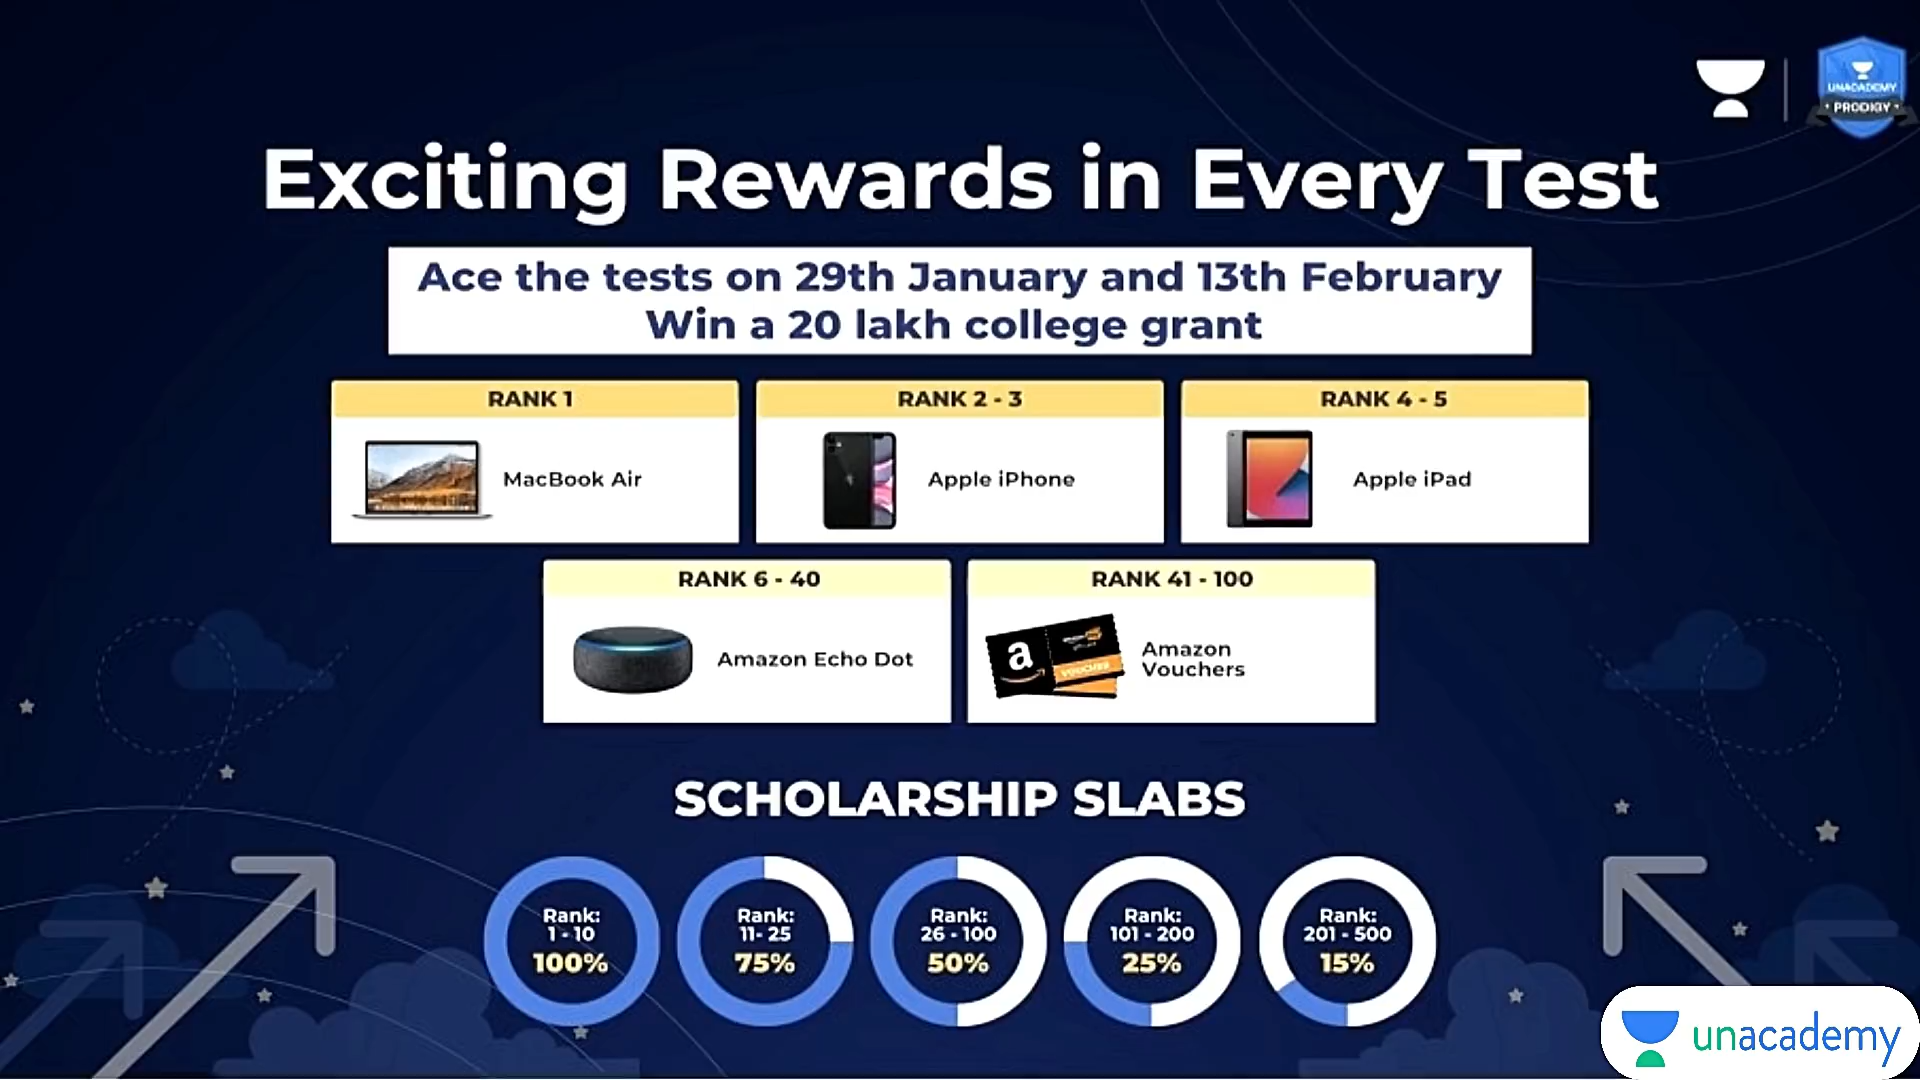 UNACADEMY
PRODIGY
Exciting Rewards in Every Test
Ace the tests on 29th January and 13th February
Win a 20 lakh college grant
RANK 1
MacBook Air
RANK 2 - 3
Apple iPhone
RANK 4 - 5
Apple iPad
RANK 6 - 40
Amazon Echo Dot
RANK 41 - 100
a
VOUCHER
Amazon
Vouchers
SCHOLARSHIP SLABS
Rank:
1 - 10
100%
Rank:
11- 25
75%
Rank:
26 - 100
50%
Rank:
101 - 200
25%
Rank:
201 - 500
15%
unacademy